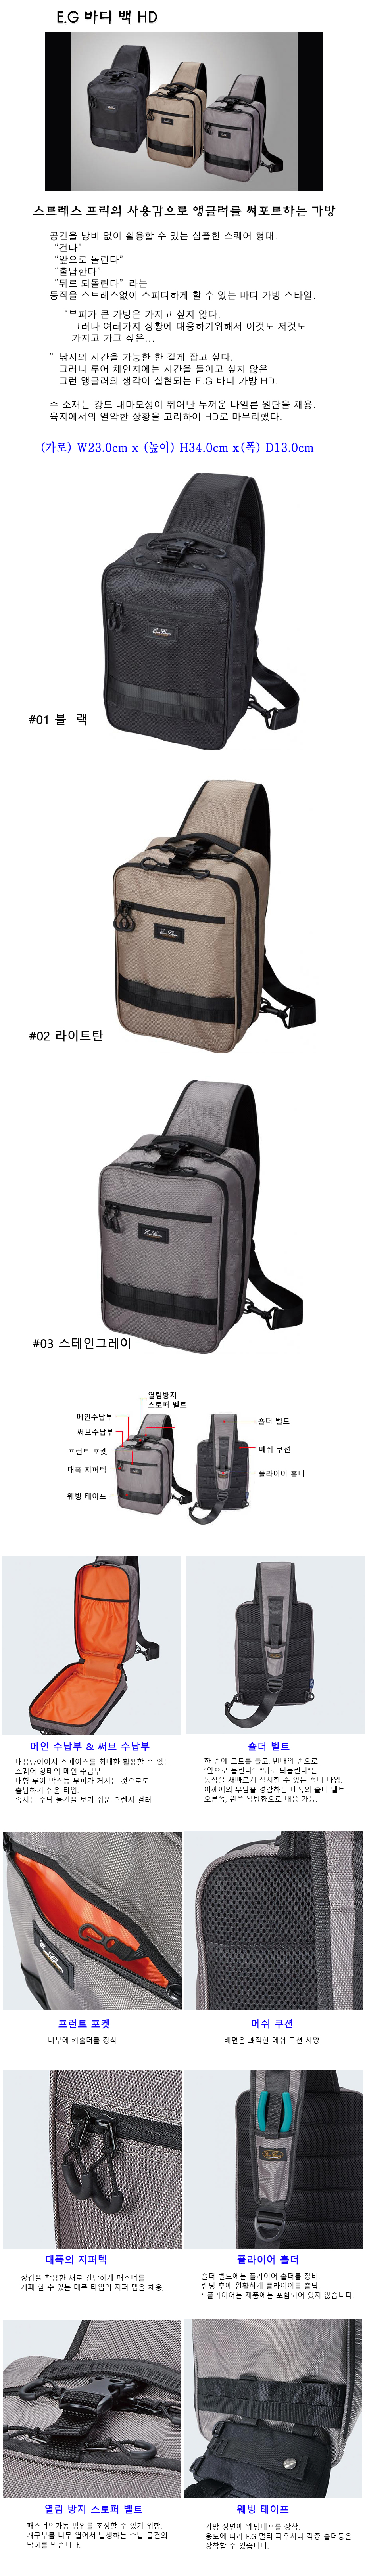 E.G 바디 백 HD
스트레스 프리의 사용감으로 앵글러를 써포트하는 가방
공간을 낭비 없이 활용할 수 있는 심플한 스퀘어 형태.
"건다"
"앞으로 돌린다"
"출납한다"
"뒤로 되돌린다" 라는
동작을 스트레스없이 스피디하게 할 수 있는 바디 가방 스타일.
"부피가 큰 가방은 가지고 싶지 않다.
그러나 여러가지 상황에 대응하기위해서 이것도 저것도
가지고 가고 싶은...
" 낚시의 시간을 가능한 한 길게 잡고 싶다.
그러니 루어 체인지에는 시간을 들이고 싶지 않은
그런 앵글러의 생각이 실현되는 E.G 바디 가방 HD.
주 소재는 강도 내마모성이 뛰어난 두꺼운 나일론 원단을 채용.
육지에서의 열악한 상황을 고려하여 HD로 마무리했다.
(가로) W23.0cm x (높이) H34.0cm x(폭) D13.0cm
Ever Green
#01 블 랙
Ever Green
#02 라이트탄
Ever Green
#03 스테인그레이
열림방지
스토퍼 벨트
메인수납부
써브수납부
프런트 포켓
대폭 지퍼텍
웨빙 테이프
숄더 벨트
메쉬 쿠션
플라이어 홀더
메인 수납부 & 써브 수납부
대용량이어서 스페이스를 최대한 활용할 수 있는
스퀘어 형태의 메인 수납부.
대형 루어 박스등 부피가 커지는 것으로도
출납하기 쉬운 타입.
속지는 수납 물건을 보기 쉬운 오렌지 컬러
숄더 벨트
한 손에 로드를 들고, 반대의 손으로
"앞으로 돌린다" "뒤로 되돌린다"는
동작을 재빠르게 실시할 수 있는 숄더 타입.
어깨에의 부담을 경감하는 대폭의 숄더 벨트.
오른쪽, 왼쪽 양방향으로 대응 가능.
프런트 포켓
내부에 키홀더를 장착.
메쉬 쿠션
배면은 쾌적한 메쉬 쿠션 사양.
대폭의 지퍼텍
장갑을 착용한 채로 간단하게 패스너를
개폐 할 수 있는 대폭 타입의 지퍼 탭을 채용.
플라이어 홀더
숄더 벨트에는 플라이어 홀더를 장비.
랜딩 후에 원활하게 플라이어를 출납.
* 플라이어는 제품에는 포함되어 있지 않습니다.
열림 방지 스토퍼 벨트
패스너의가동 범위를 조정할 수 있기 위함.
개구부를 너무 열어서 발생하는 수납 물건의
낙하를 막습니다.
웨빙 테이프
가방 정면에 웨빙테프를 장착.
용도에 따라 E.G 멀티 파우치나 각종 홀더등을
장착할 수 있습니다.